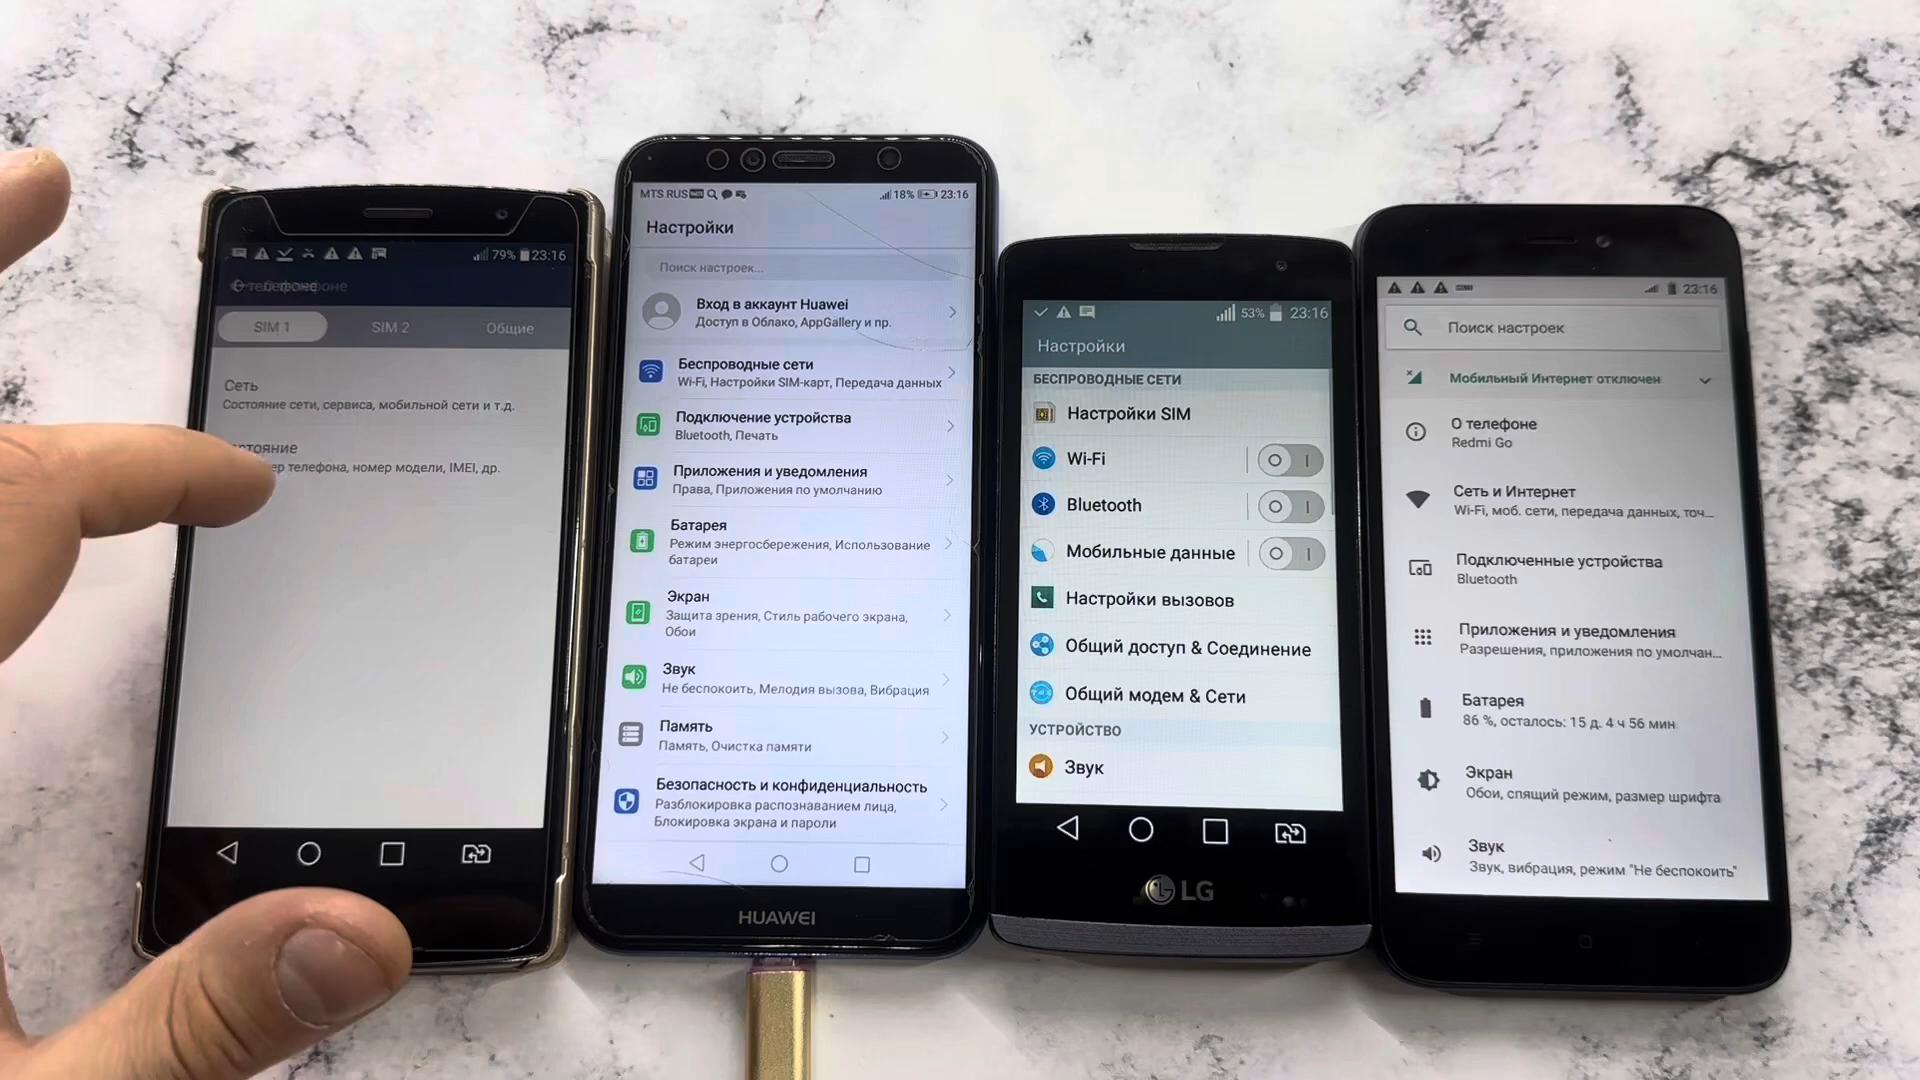 79% 23:16
SIM 1
SIM 2
Общие
Сеть
Состояние сети, сервиса, мобильной сети и т.д.
телефона, номер модели, IMEI, др.
MTS RUS
18% 23:16
Настройки
Поиск настроек...
Вход в аккаунт Huawei
Доступ в Облако, AppGallery и пр.
Беспроводные сети
Wi-Fi, Настройки SIM-карт, Передача данных
Подключение устройства
Bluetooth, Печать
Приложения и уведомления
Права, Приложения по умолчанию
Батарея
Режим энергосбережения, Использование
батареи
Экран
Защита зрения, Стиль рабочего экрана,
Обои
Звук
Не беспокоить, Мелодия вызова, Вибрация
Память
Память, Очистка памяти
Безопасность и конфиденциальность
Разблокировка распознаванием лица,
Блокировка экрана и пароли
HUAWEI
53% 23:16
Настройки
БЕСПРОВОДНЫЕ СЕТИ
Настройки SIM
Wi-Fi
Bluetooth
Мобильные данные
Настройки вызовов
Общий доступ & Соединение
Общий модем & Сети
УСТРОЙСТВО
Звук
LG
23:16
Поиск настроек
Мобильный Интернет отключен
О телефоне
Redmi Go
Сеть и Интернет
Wi-Fi, моб. сети, передача данных, точ...
Подключенные устройства
Bluetooth
Приложения и уведомления
Разрешения, приложения по умолчан...
Батарея
86 %, осталось: 15 д. 4 ч 56 мин
Экран
Обои, спящий режим, размер шрифта
Звук
Звук, вибрация, режим "Не беспокоить"